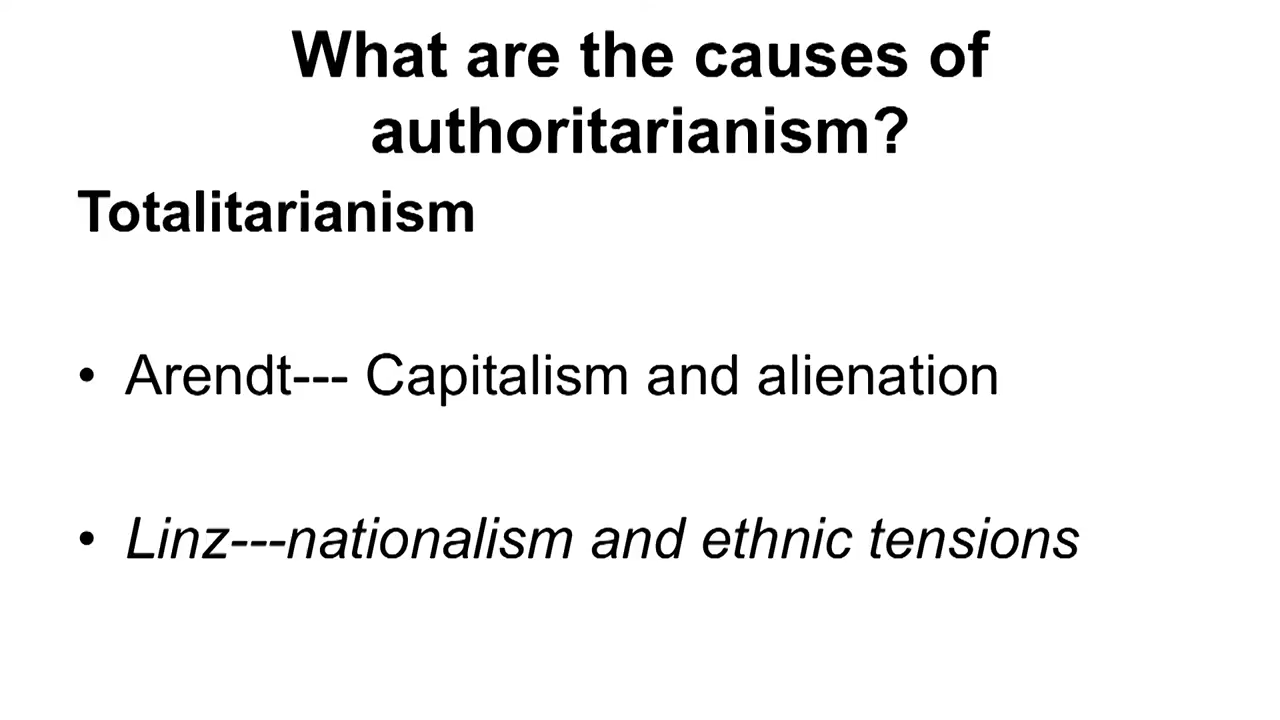 What are the causes of
authoritarianism?
Totalitarianism
• Arendt--- Capitalism and alienation
• Linz---nationalism and ethnic tensions